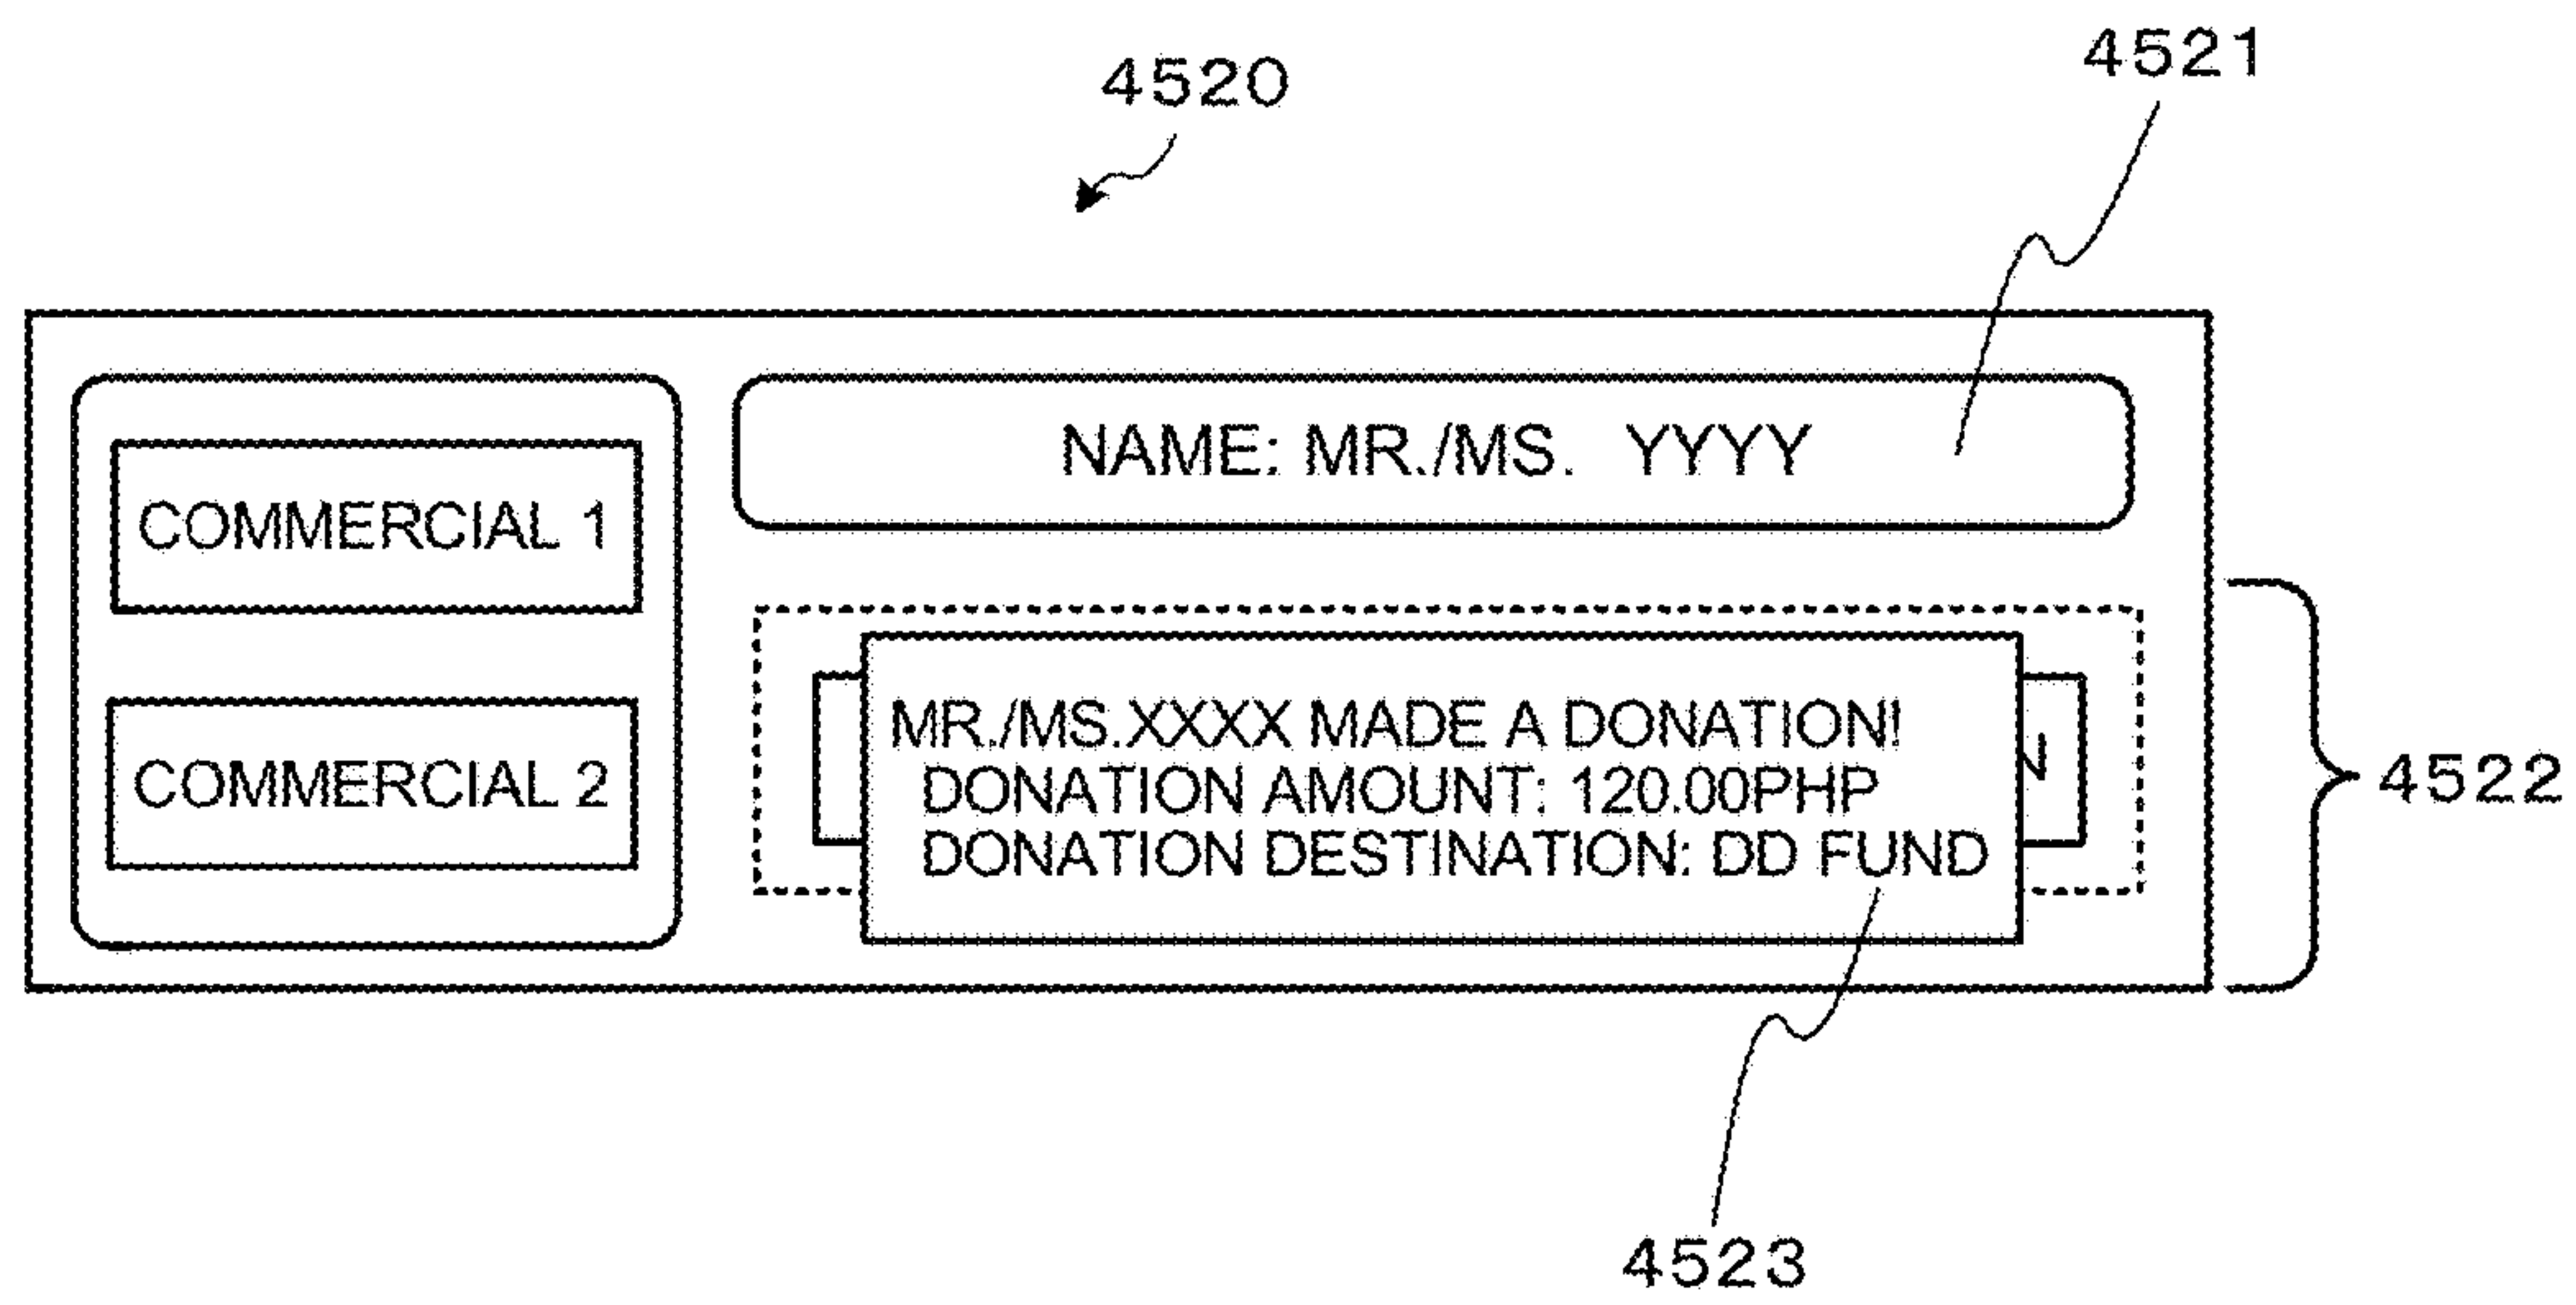 4520
4521
NAME: MR./MS. YYYY
COMMERCIAL 1
COMMERCIAL 2
MR./MS.XXXX MADE A DONATION!
DONATION AMOUNT: 120.00PHP
DONATION DESTINATION: DD FUND
4522
4523